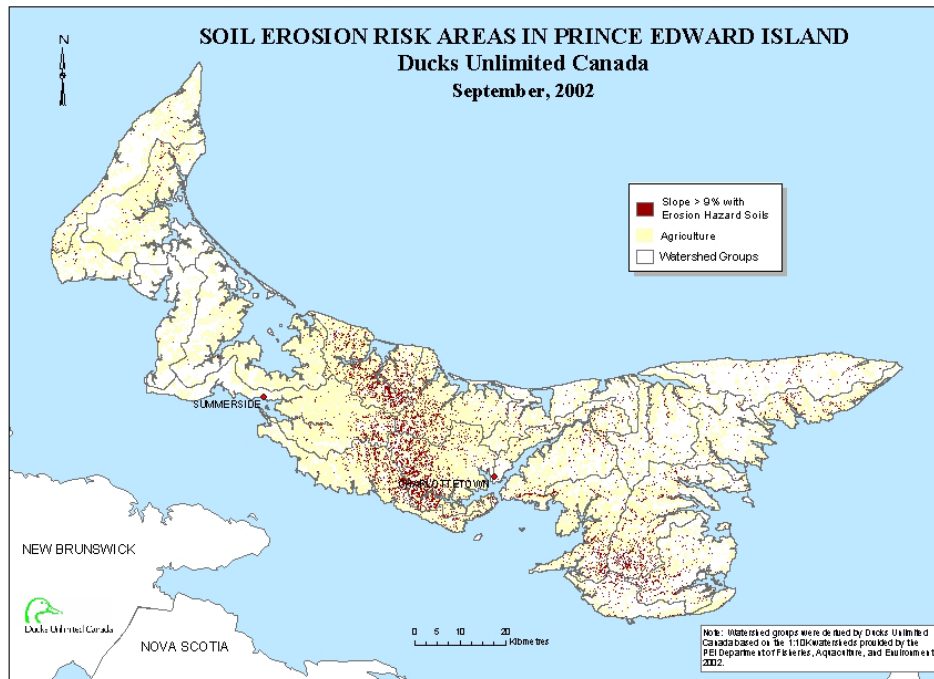 N
SOIL EROSION RISK AREAS IN PRINCE EDWARD ISLAND
Ducks Unlimited Canada
September, 2002
Slope > 9% with
Erosion Hazard Soils
Agriculture
Watershed Groups
SUMMERSIDE
CHARLOTTETOWN
NEW BRUNSWICK
Ducks Unlimited Canada
NOVA SCOTIA
0 5 10 20
Kilometres
Note: Watershed groups were derived by Ducks Unlimited
Canada based on the 1:10K watersheds provided by the
PEI Department of Fisheries, Aquaculture, and Environment
2002.